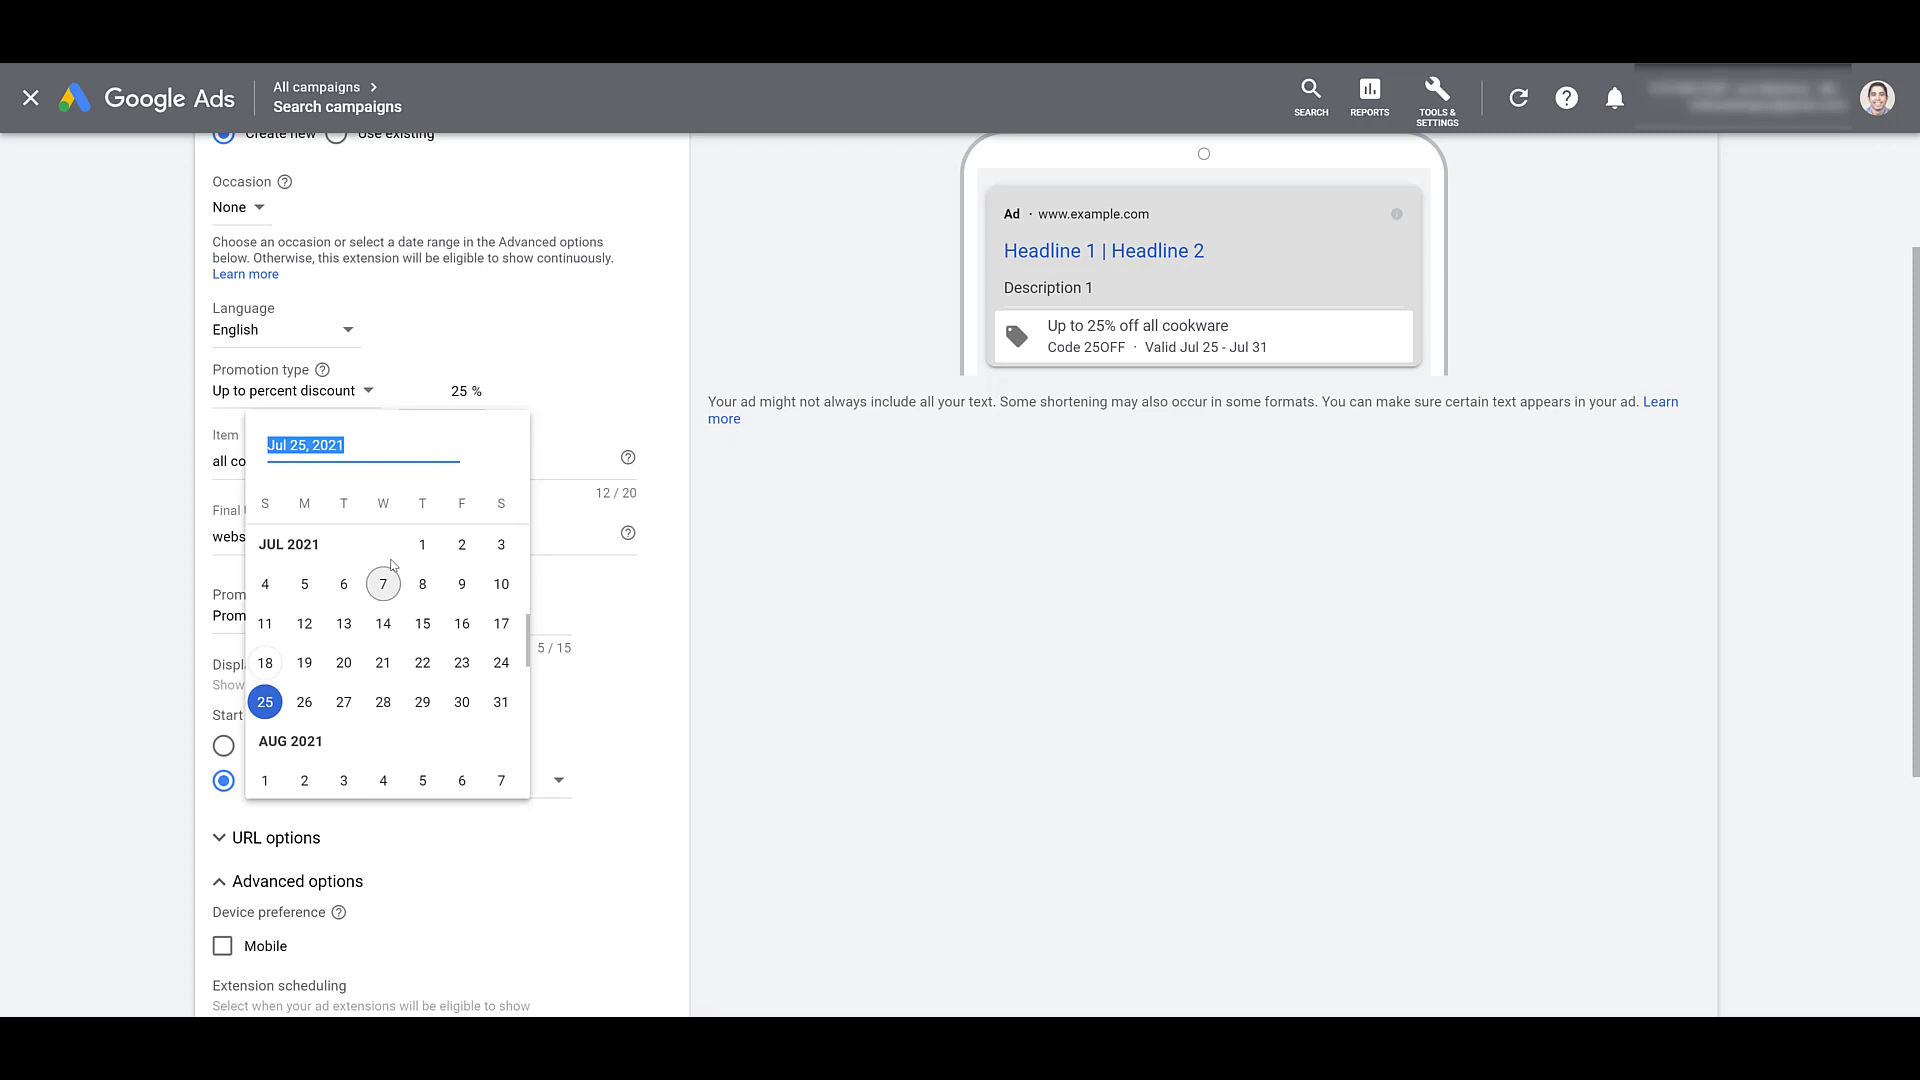 Google Ads
All campaigns
Search campaigns
SEARCH
REPORTS
TOOLS &
SETTINGS
Create new
Use existing
Occasion
None
Choose an occasion or select a date range in the Advanced options
below. Otherwise, this extension will be eligible to show continuously.
Learn more
Language
English
Promotion type
Up to percent discount
25 %
Item
all co
12 / 20
Final
webs
Prom
Prom
5 / 15
Displ
Show
Start
Jul 25, 2021
S M T W T F S
JUL 2021 1 2 3
4 5 6 7 8 9 10
11 12 13 14 15 16 17
18 19 20 21 22 23 24
25 26 27 28 29 30 31
AUG 2021
1 2 3 4 5 6 7
URL options
Advanced options
Device preference
Mobile
Extension scheduling
Select when your ad extensions will be eligible to show
Ad · www.example.com
Headline 1 | Headline 2
Description 1
Up to 25% off all cookware
Code 25OFF · Valid Jul 25 - Jul 31
Your ad might not always include all your text. Some shortening may also occur in some formats. You can make sure certain text appears in your ad. Learn
more